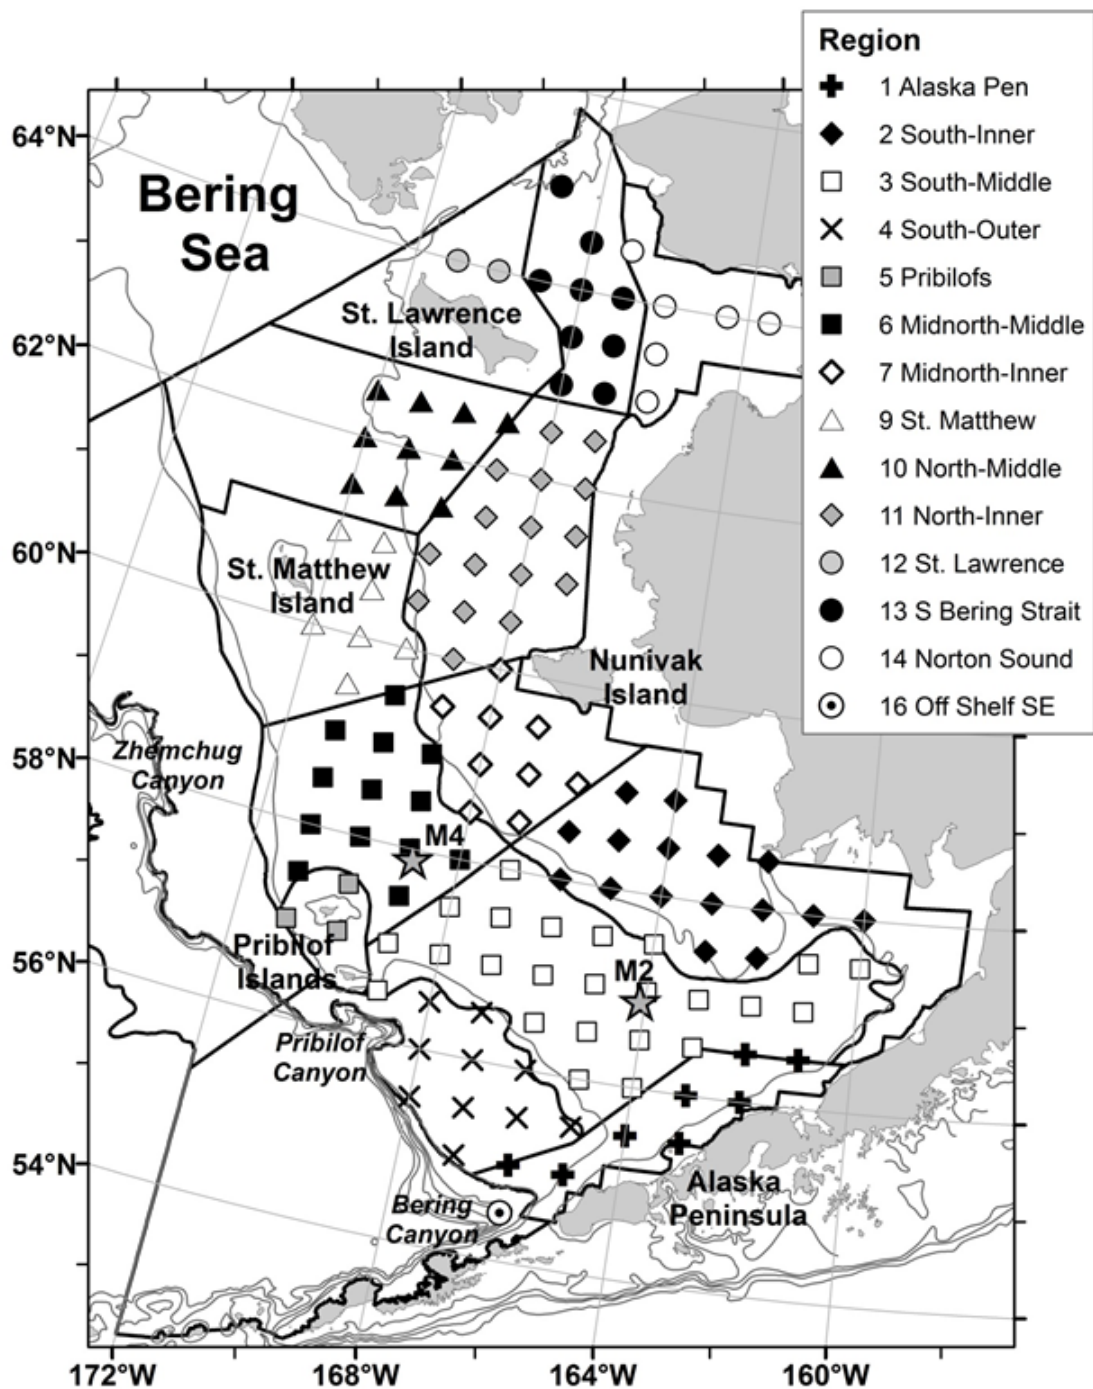 Region
1 Alaska Pen
2 South-Inner
3 South-Middle
4 South-Outer
5 Pribilofs
6 Midnorth-Middle
7 Midnorth-Inner
9 St. Matthew
10 North-Middle
11 North-Inner
12 St. Lawrence
13 S Bering Strait
14 Norton Sound
16 Off Shelf SE
64°N
Bering
Sea
St. Lawrence
Island
62°N
60°N
St. Matthew
Island
Nunivak
Island
Zhemchug
Canyon
58°N
M4
Pribilof
Islands
56°N
M2
Pribilof
Canyon
54°N
Alaska
Peninsula
Bering
Canyon
172°W
168°W
164°W
160°W